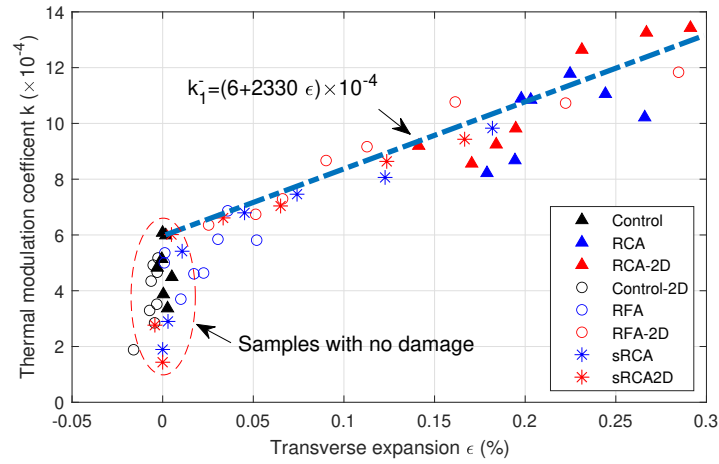 14
12
10
8
6
4
2
0
-0.05
0
0.05
0.1
0.15
0.2
0.25
0.3
Thermal modulation coefficent k (×10⁻⁴)
Transverse expansion ϵ (%)
k₁⁻=(6+2330 ϵ)×10⁻⁴
Samples with no damage
Control
RCA
RCA-2D
Control-2D
RFA
RFA-2D
sRCA
sRCA2D